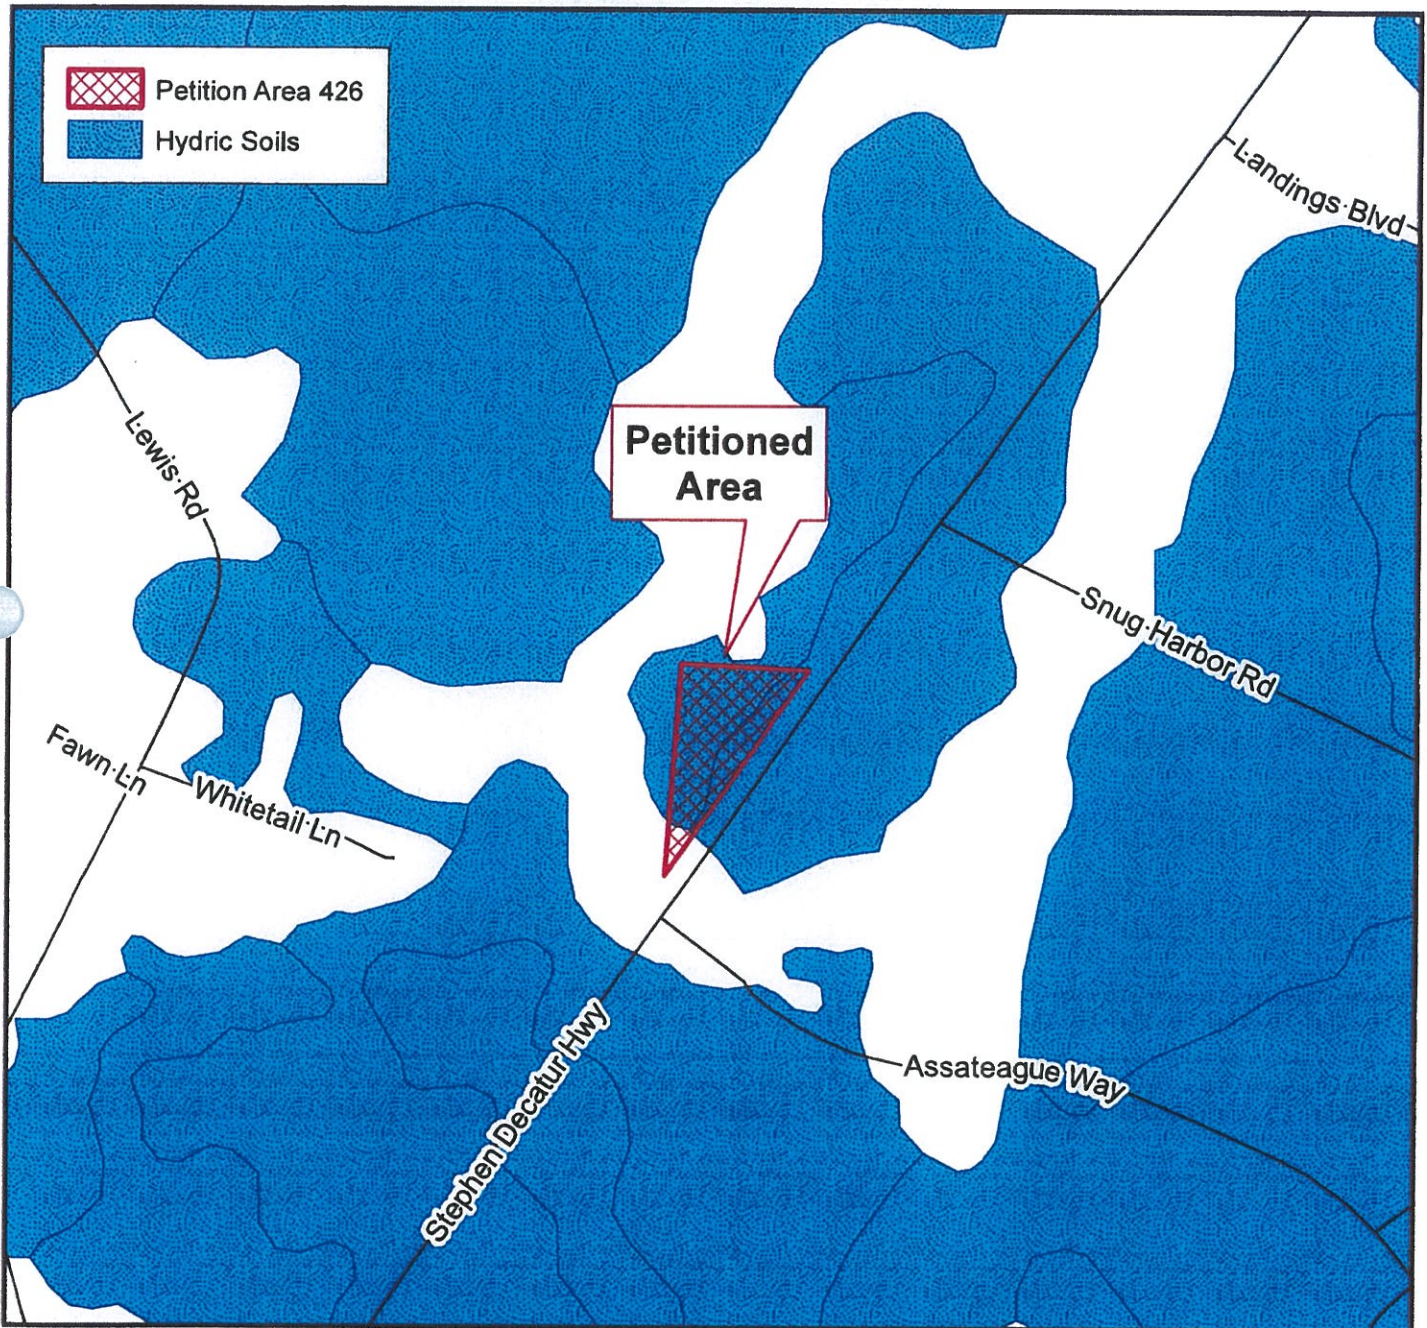 Petition Area 426
Hydric Soils
Landings Blvd
Lewis Rd
Petitioned
Area
Snug Harbor Rd
Fawn Ln
Whitetail Ln
Assateague Way
Stephen Decatur Hwy